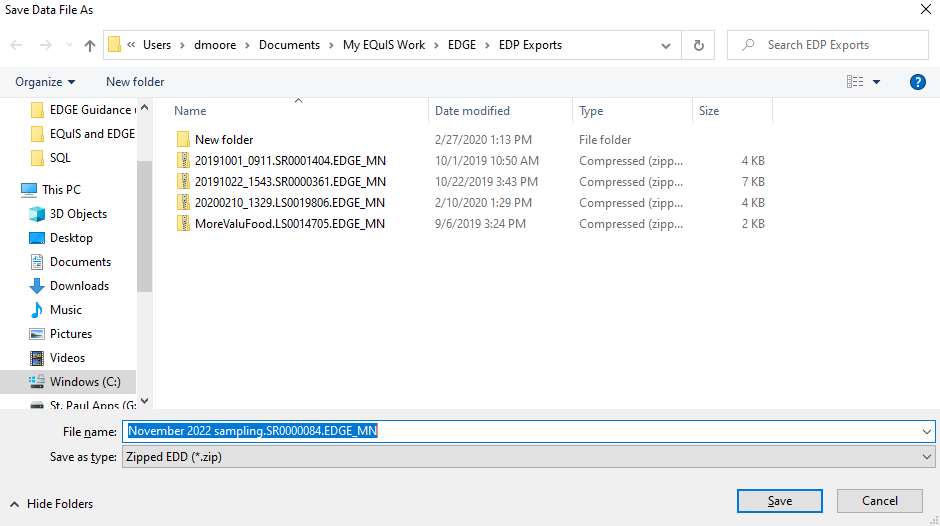 Save Data File As
« Users › dmoore › Documents › My EQuIS Work › EDGE › EDP Exports
Search EDP Exports
Organize New folder
Name Date modified Type Size
EDGE Guidance
EQuIS and EDGE
SQL
This PC
3D Objects
Desktop
Documents
Downloads
Music
Pictures
Videos
Windows (C:)
St. Paul Apps (G:
New folder 2/27/2020 1:13 PM File folder
20191001_0911.SR0001404.EDGE_MN 10/1/2019 10:50 AM Compressed (zipp... 4 KB
20191022_1543.SR0000361.EDGE_MN 10/22/2019 3:43 PM Compressed (zipp... 7 KB
20200210_1329.LS0019806.EDGE_MN 2/10/2020 1:29 PM Compressed (zipp... 4 KB
MoreValuFood.LS0014705.EDGE_MN 9/6/2019 3:24 PM Compressed (zipp... 2 KB
File name: November 2022 sampling.SR0000084.EDGE_MN
Save as type: Zipped EDD (*.zip)
Hide Folders
Save Cancel